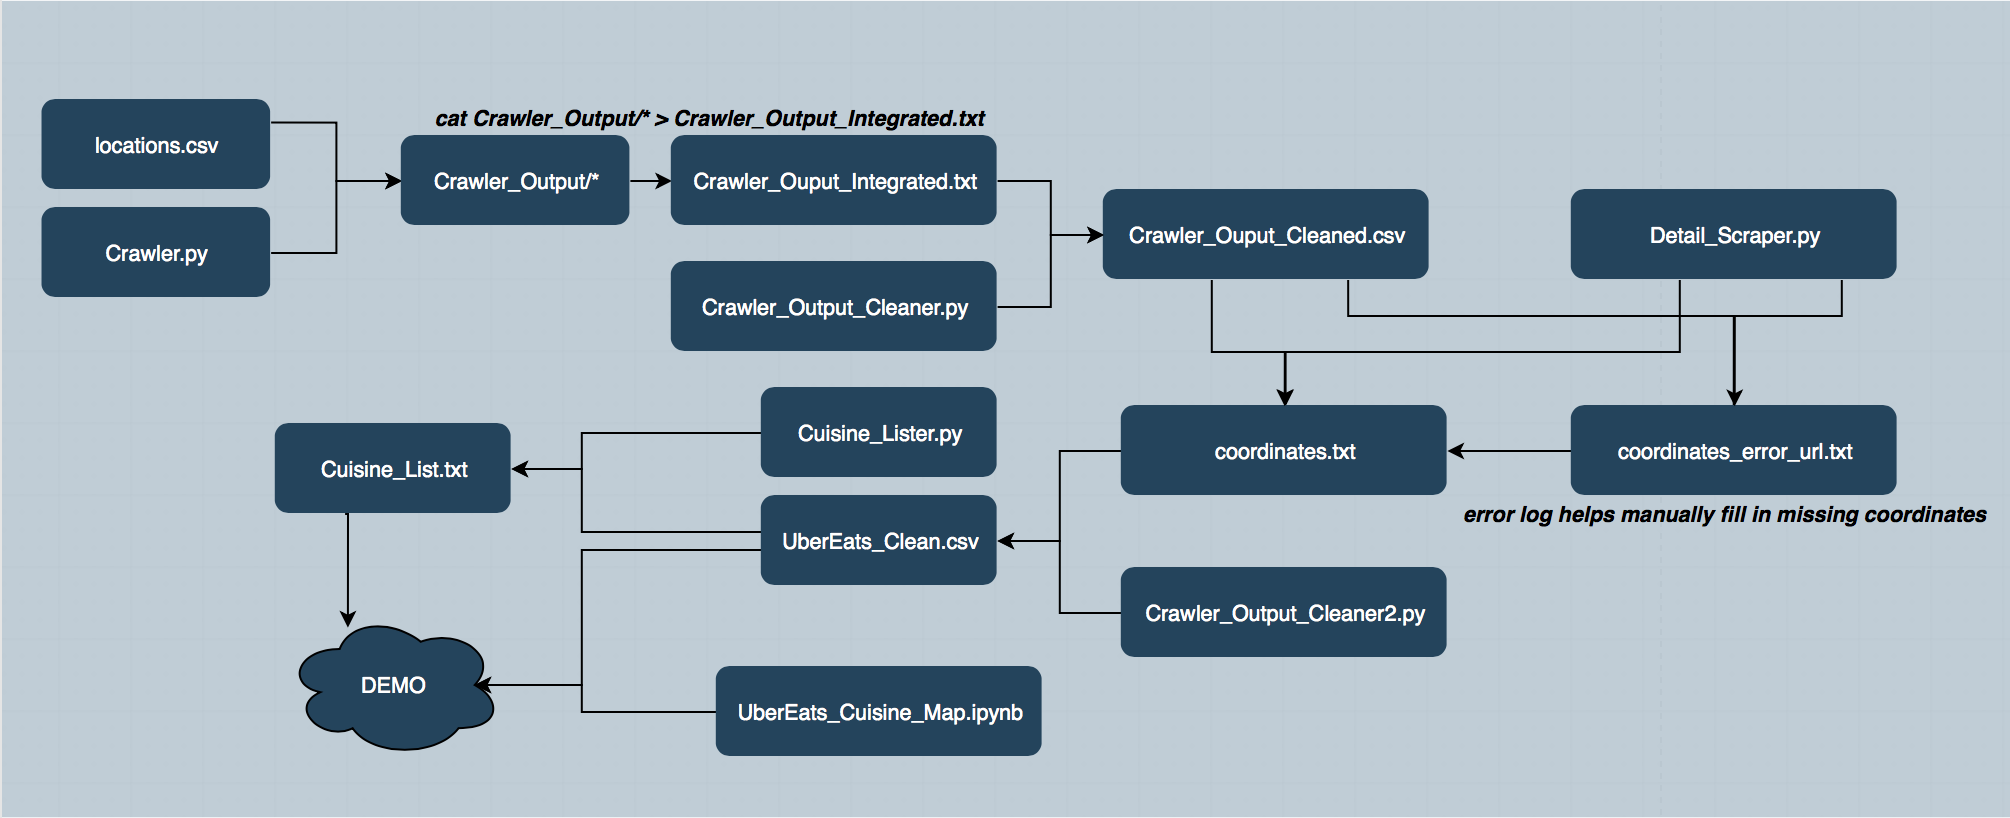 cat Crawler_Output/* > Crawler_Output_Integrated.txt
locations.csv
Crawler.py
Crawler_Output/*
Crawler_Ouput_Integrated.txt
Crawler_Output_Cleaner.py
Crawler_Ouput_Cleaned.csv
Detail_Scraper.py
Cuisine_List.txt
Cuisine_Lister.py
UberEats_Clean.csv
coordinates.txt
coordinates_error_url.txt
error log helps manually fill in missing coordinates
Crawler_Output_Cleaner2.py
DEMO
UberEats_Cuisine_Map.ipynb